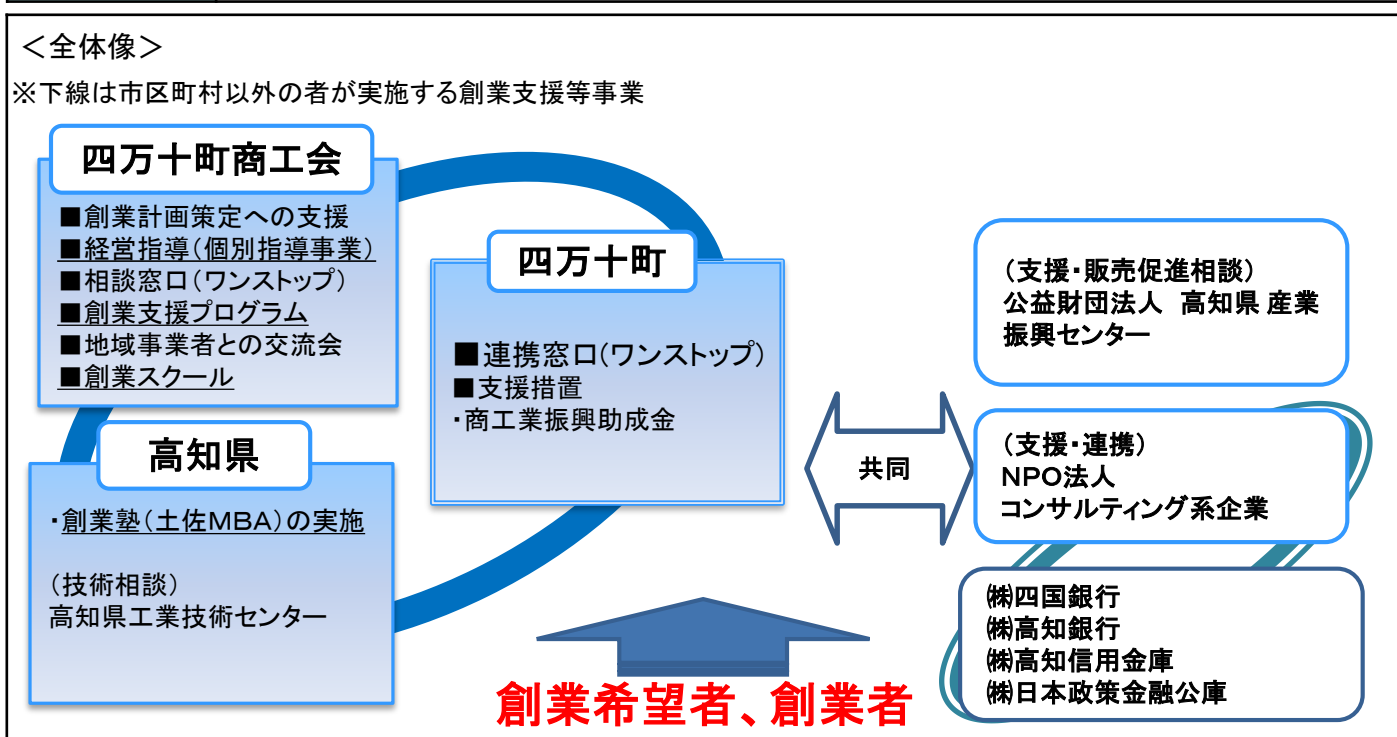 ＜全体像＞
※下線は市区町村以外の者が実施する創業支援等事業
四万十町商工会
■創業計画策定への支援
■経営指導（個別指導事業）
■相談窓口（ワンストップ）
■創業支援プログラム
■地域事業者との交流会
■創業スクール
高知県
・創業塾（土佐MBA）の実施
（技術相談）
高知県工業技術センター
四万十町
■連携窓口（ワンストップ）
■支援措置
・商工業振興助成金
共同
（支援・販売促進相談）
公益財団法人　高知県 産業
振興センター
（支援・連携）
NPO法人
コンサルティング系企業
㈱四国銀行
㈱高知銀行
㈱高知信用金庫
㈱日本政策金融公庫
創業希望者、創業者